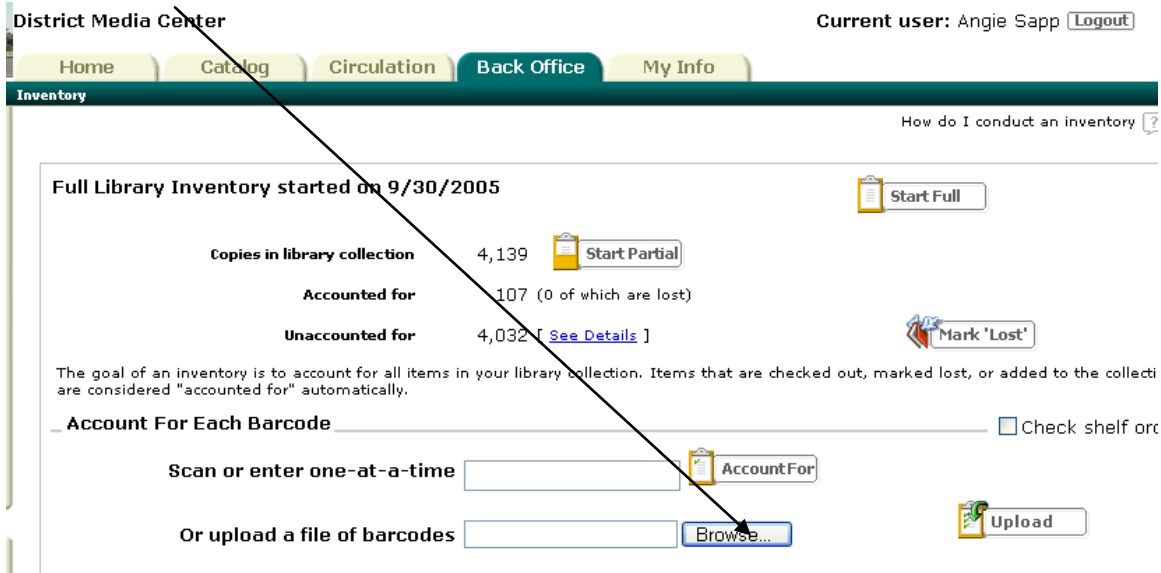 District Media Center Current user: Angie Sapp Logout
Home Catalog Circulation Back Office My Info
Inventory
How do I conduct an inventory ?
Full Library Inventory started on 9/30/2005 Start Full
Copies in library collection 4,139 Start Partial
Accounted for 107 (0 of which are lost)
Unaccounted for 4,032 [ See Details ] Mark 'Lost'
The goal of an inventory is to account for all items in your library collection. Items that are checked out, marked lost, or added to the collecti
are considered "accounted for" automatically.
Account For Each Barcode Check shelf ord
Scan or enter one-at-a-time Account For
Or upload a file of barcodes Browse... Upload